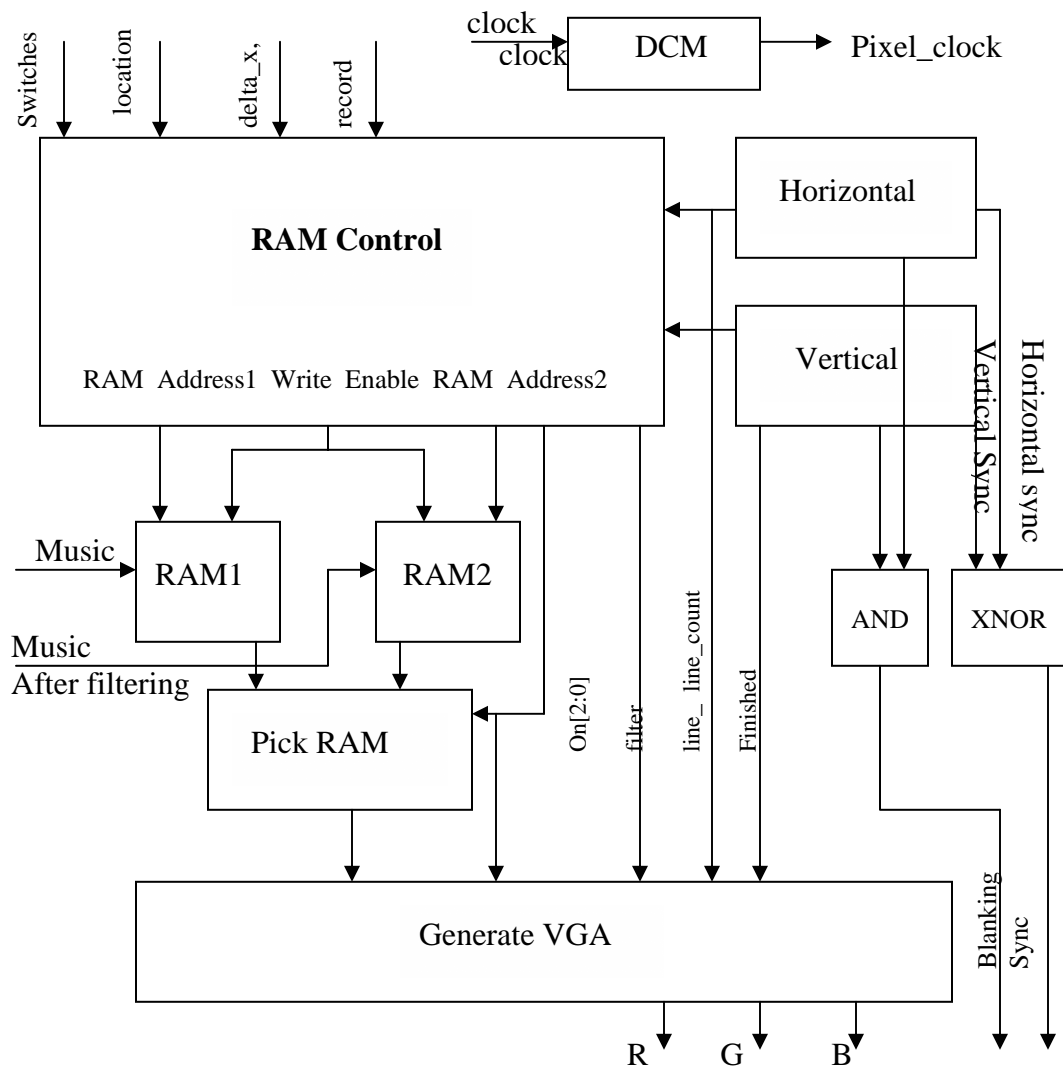 clock
clock
DCM
Pixel_clock
Switches
location
delta_x,
record
Horizontal
RAM Control
Vertical
RAM Address1 Write Enable RAM Address2
Vertical Sync
Horizontal sync
Music
RAM1
RAM2
AND
XNOR
Music
After filtering
Pick RAM
On[2:0]
filter
line_ line_count
Finished
Generate VGA
Blanking
Sync
R
G
B